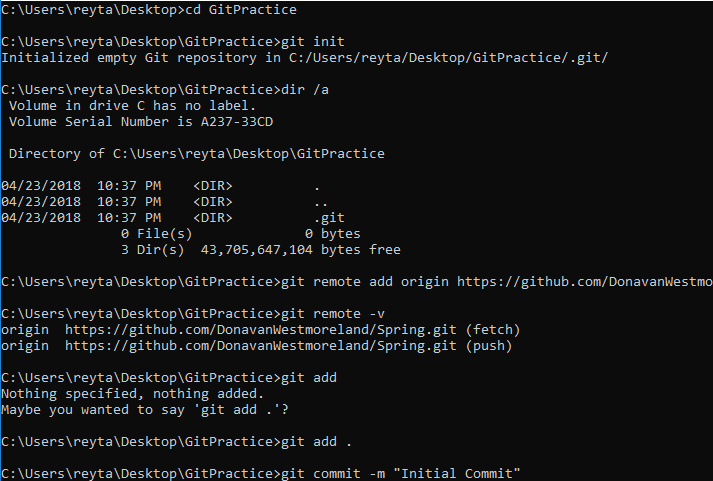 C:\Users\reyta\Desktop>cd GitPractice
C:\Users\reyta\Desktop\GitPractice>git init
Initialized empty Git repository in C:/Users/reyta/Desktop/GitPractice/.git/
C:\Users\reyta\Desktop\GitPractice>dir /a
 Volume in drive C has no label.
 Volume Serial Number is A237-33CD
 Directory of C:\Users\reyta\Desktop\GitPractice
04/23/2018  10:37 PM    <DIR>          .
04/23/2018  10:37 PM    <DIR>          ..
04/23/2018  10:37 PM    <DIR>          .git
               0 File(s)              0 bytes
               3 Dir(s)  43,705,647,104 bytes free
C:\Users\reyta\Desktop\GitPractice>git remote add origin https://github.com/DonavanWestmo
C:\Users\reyta\Desktop\GitPractice>git remote -v
origin  https://github.com/DonavanWestmoreland/Spring.git (fetch)
origin  https://github.com/DonavanWestmoreland/Spring.git (push)
C:\Users\reyta\Desktop\GitPractice>git add
Nothing specified, nothing added.
Maybe you wanted to say 'git add .'?
C:\Users\reyta\Desktop\GitPractice>git add .
C:\Users\reyta\Desktop\GitPractice>git commit -m "Initial Commit"